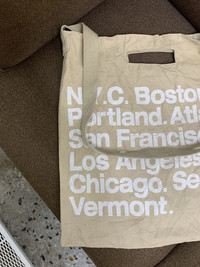 N.Y.C. Boston
Portland. Atl
San Francisc
Los Angeles
Chicago. Se
Vermont.